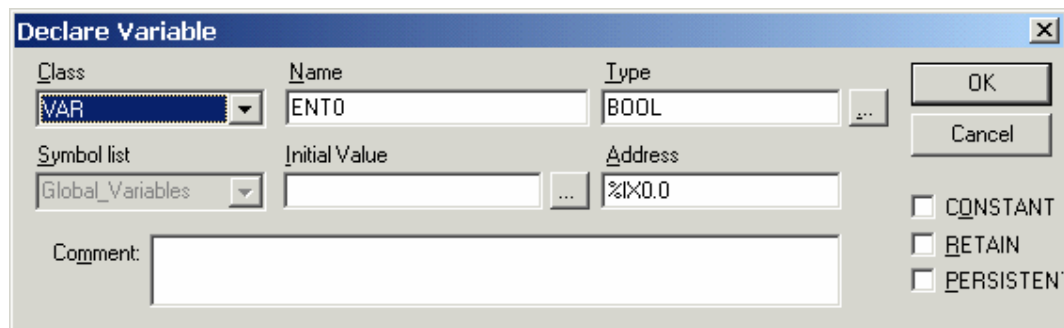 Declare Variable
Class Name Type
VAR ENT0 BOOL ... OK
Cancel
Symbol list Initial Value Address
Global_Variables ... %IX0.0
CONSTANT
Comment: RETAIN
PERSISTENT